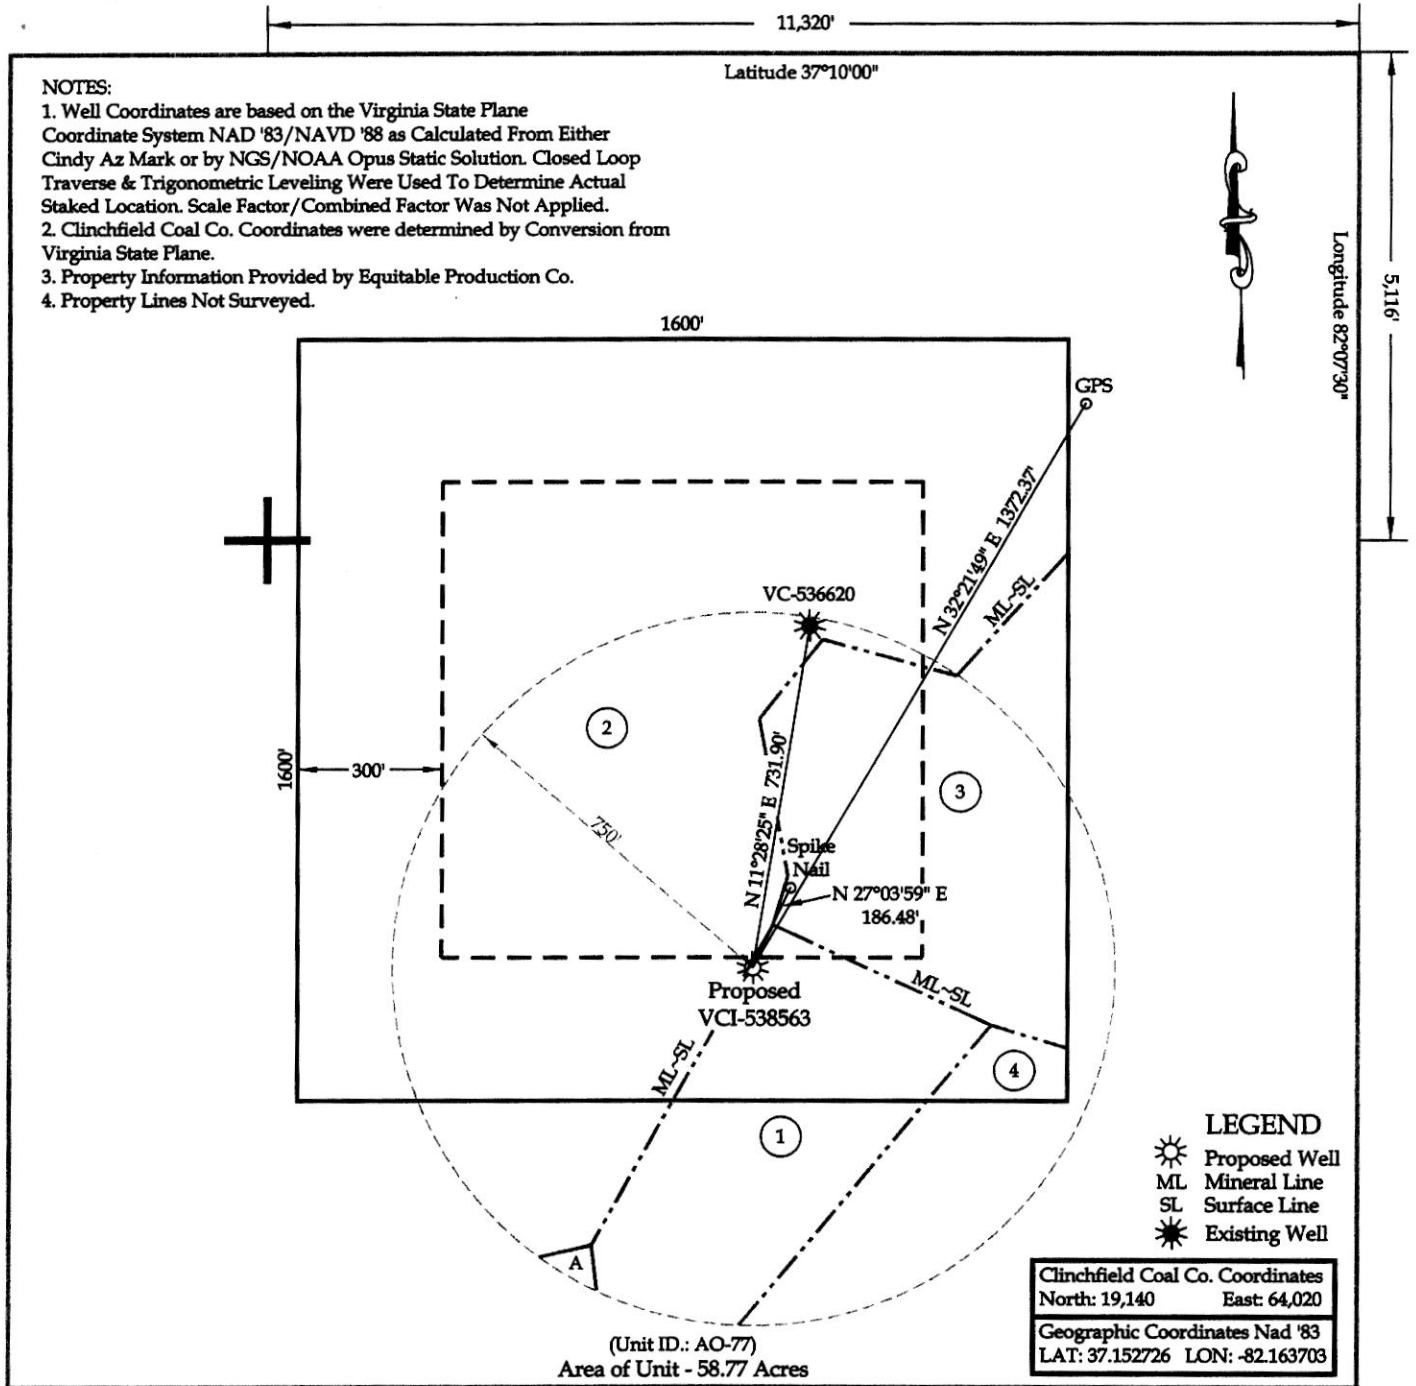 11,320'
Latitude 37°10'00"
NOTES:
1. Well Coordinates are based on the Virginia State Plane
Coordinate System NAD '83/NAVD '88 as Calculated From Either
Cindy Az Mark or by NGS/NOAA Opus Static Solution. Closed Loop
Traverse & Trigonometric Leveling Were Used To Determine Actual
Staked Location. Scale Factor/Combined Factor Was Not Applied.
2. Clinchfield Coal Co. Coordinates were determined by Conversion from
Virginia State Plane.
3. Property Information Provided by Equitable Production Co.
4. Property Lines Not Surveyed.
Longitude 82°07'30"
5,116'
1600'
GPS
N 32°21'49" E 1372.37'
ML~SL
VC-536620
2
1600'
300'
750'
N 11°28'25" E 731.90'
3
Spike
Nail
N 27°03'59" E
186.48'
Proposed
VCI-538563
ML~SL
ML~SL
4
1
A
LEGEND
Proposed Well
ML Mineral Line
SL Surface Line
Existing Well
Clinchfield Coal Co. Coordinates
North: 19,140 East: 64,020
Geographic Coordinates Nad '83
LAT: 37.152726 LON: -82.163703
(Unit ID.: AO-77)
Area of Unit - 58.77 Acres